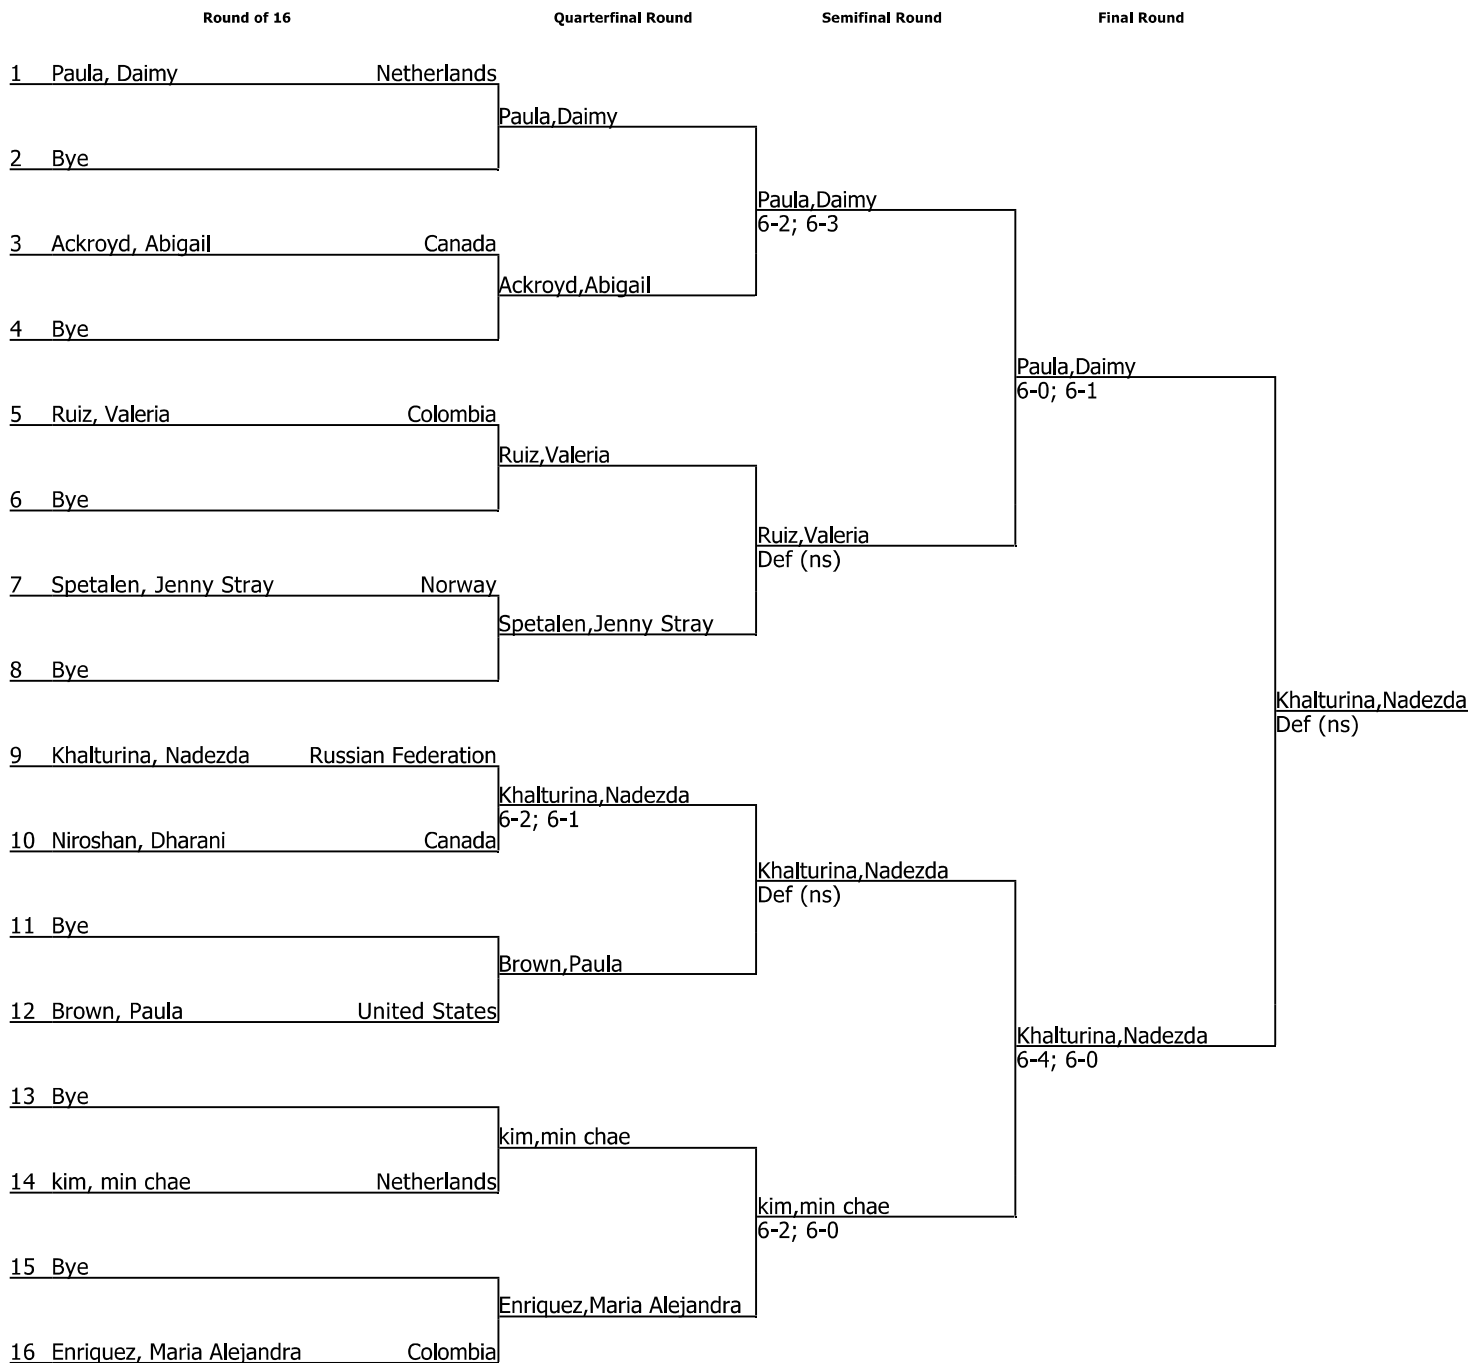 Round of 16 Quarterfinal Round Semifinal Round Final Round
1 Paula, Daimy Netherlands
Paula,Daimy
2 Bye
Paula,Daimy
6-2; 6-3
3 Ackroyd, Abigail Canada
Ackroyd,Abigail
4 Bye
Paula,Daimy
6-0; 6-1
5 Ruiz, Valeria Colombia
Ruiz,Valeria
6 Bye
Ruiz,Valeria
Def (ns)
7 Spetalen, Jenny Stray Norway
Spetalen,Jenny Stray
8 Bye
Khalturina,Nadezda
Def (ns)
9 Khalturina, Nadezda Russian Federation
Khalturina,Nadezda
6-2; 6-1
10 Niroshan, Dharani Canada
Khalturina,Nadezda
Def (ns)
11 Bye
Brown,Paula
12 Brown, Paula United States
Khalturina,Nadezda
6-4; 6-0
13 Bye
kim,min chae
14 kim, min chae Netherlands
kim,min chae
6-2; 6-0
15 Bye
Enriquez,Maria Alejandra
16 Enriquez, Maria Alejandra Colombia